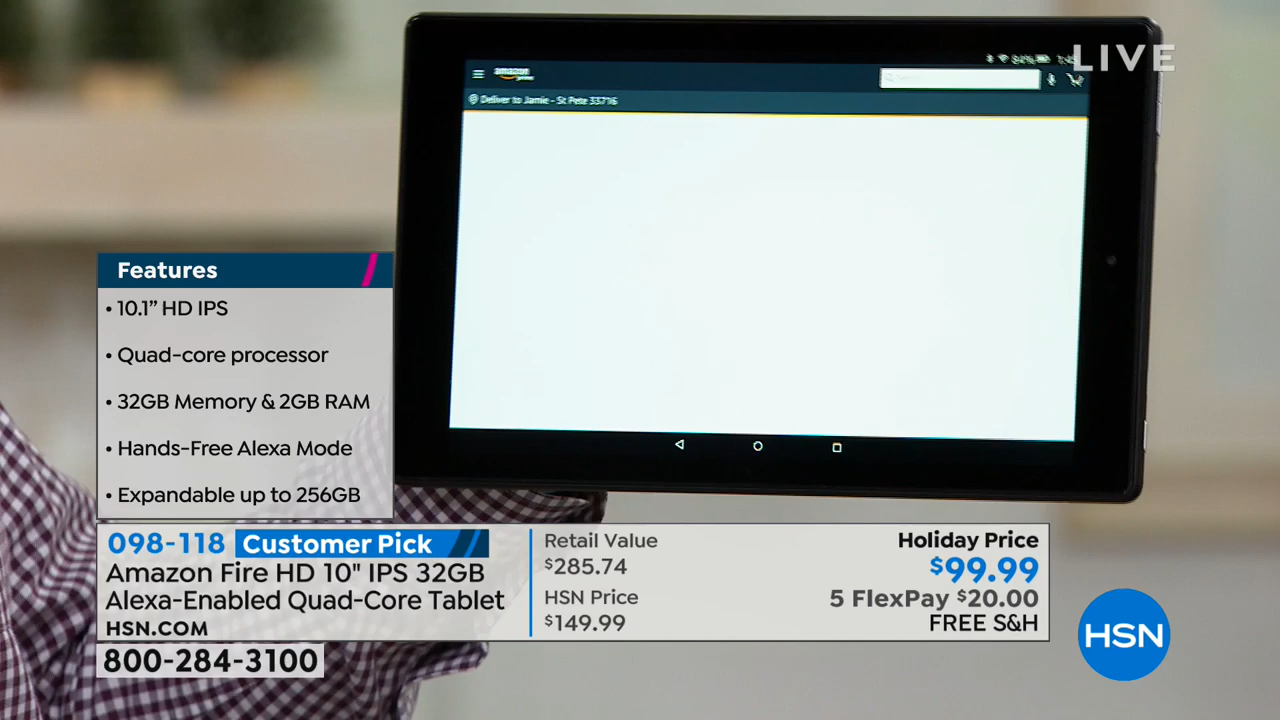 LIVE
amazon
prime
Deliver to Jamie - St Pete 33716
Features
• 10.1” HD IPS
• Quad-core processor
• 32GB Memory & 2GB RAM
• Hands-Free Alexa Mode
• Expandable up to 256GB
098-118 Customer Pick
Amazon Fire HD 10" IPS 32GB
Alexa-Enabled Quad-Core Tablet
HSN.COM
800-284-3100
Retail Value
$285.74
HSN Price
$149.99
Holiday Price
$99.99
5 FlexPay $20.00
FREE S&H
HSN